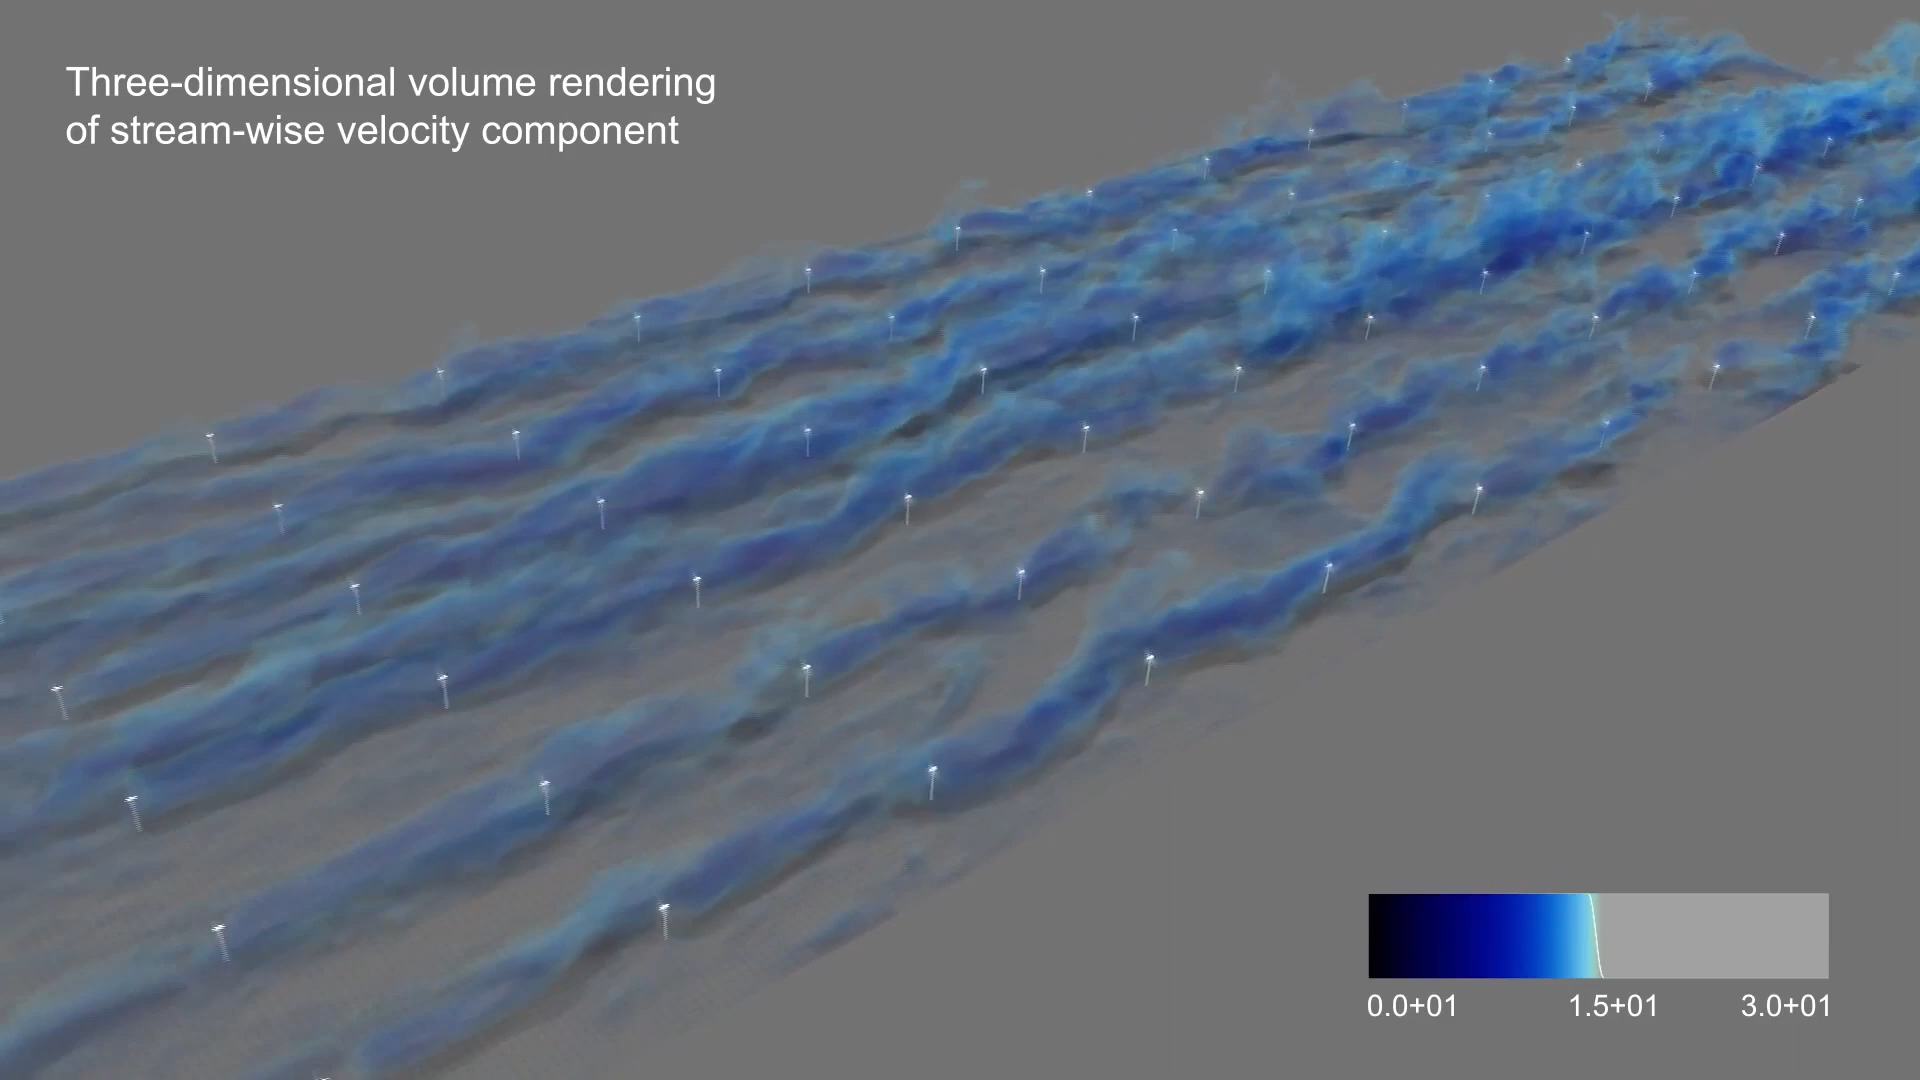 Three-dimensional volume rendering
of stream-wise velocity component
0.0+01 1.5+01 3.0+01